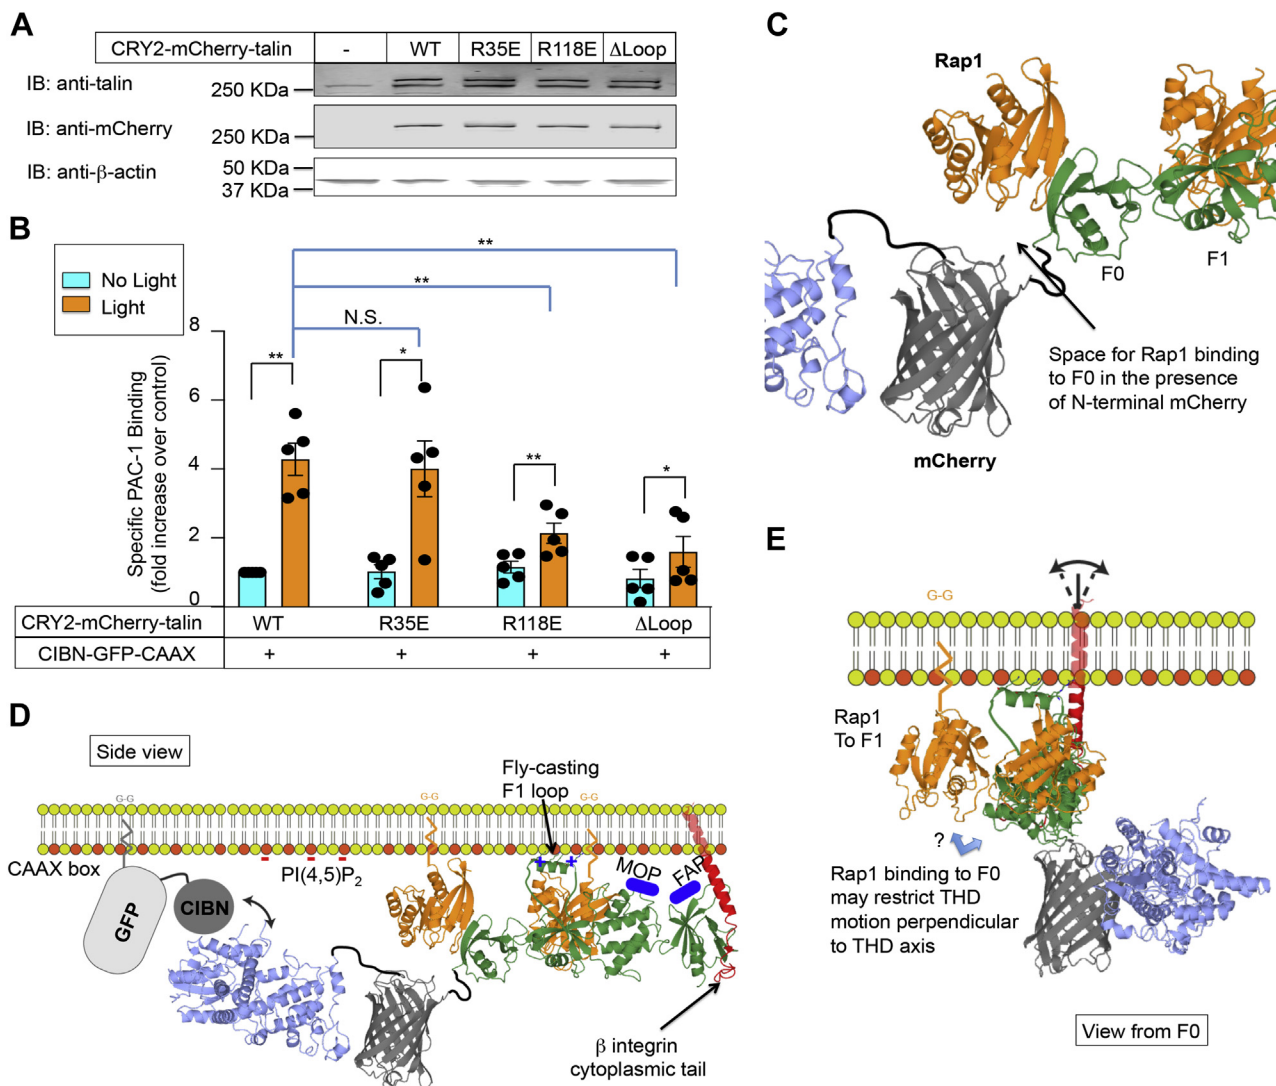 A
CRY2-mCherry-talin - WT R35E R118E ΔLoop
IB: anti-talin
250 KDa
IB: anti-mCherry
250 KDa
IB: anti-β-actin
50 KDa
37 KDa
B
No Light
Light
** ** N.S. ** * ** *
Specific PAC-1 Binding
(fold increase over control)
8
6
4
2
0
CRY2-mCherry-talin WT R35E R118E ΔLoop
CIBN-GFP-CAAX + + + +
C
Rap1
F0
F1
Space for Rap1 binding
to F0 in the presence
of N-terminal mCherry
mCherry
D
Side view
Fly-casting
F1 loop
G-G G-G G-G
CAAX box
PI(4,5)P2
+ +
MOP
FAP
GFP
CIBN
β integrin
cytoplasmic tail
E
G-G
Rap1
To F1
?
Rap1 binding to F0
may restrict THD
motion perpendicular
to THD axis
View from F0